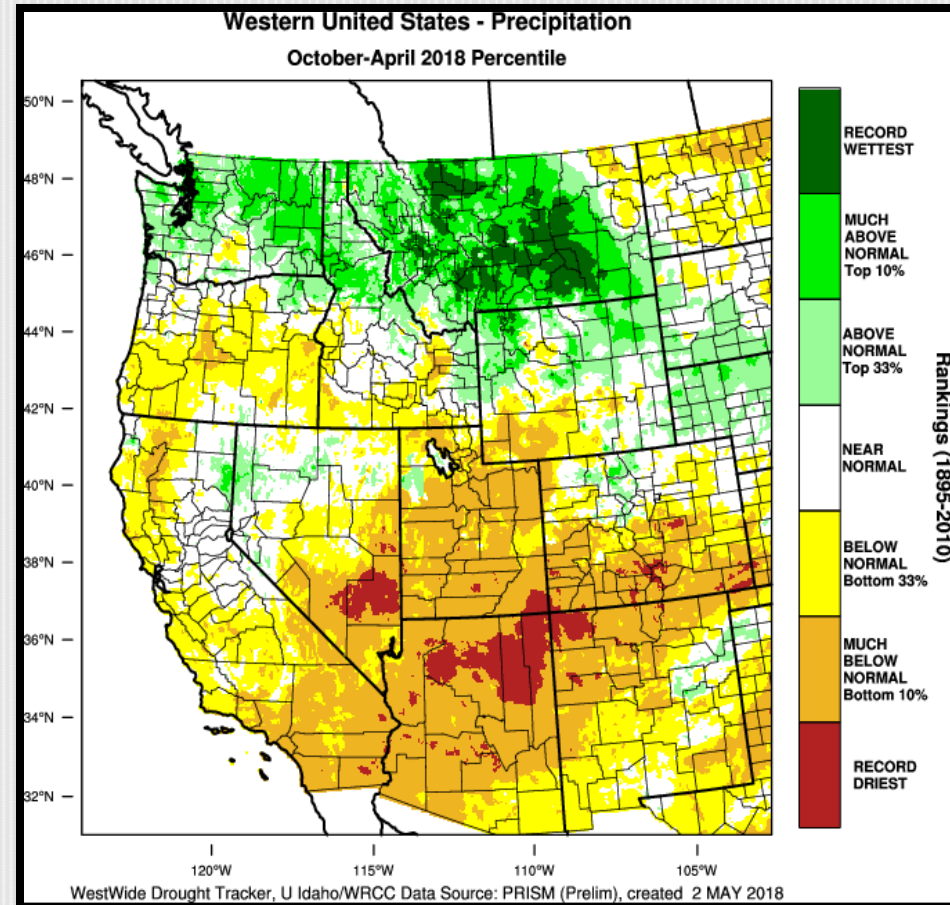 Western United States - Precipitation
October-April 2018 Percentile
50°N
48°N
46°N
44°N
42°N
40°N
38°N
36°N
34°N
32°N
120°W
115°W
110°W
105°W
RECORD
WETTEST
MUCH
ABOVE
NORMAL
Top 10%
ABOVE
NORMAL
Top 33%
NEAR
NORMAL
BELOW
NORMAL
Bottom 33%
MUCH
BELOW
NORMAL
Bottom 10%
RECORD
DRIEST
Rankings (1895-2010)
WestWide Drought Tracker, U Idaho/WRCC Data Source: PRISM (Prelim), created 2 MAY 2018